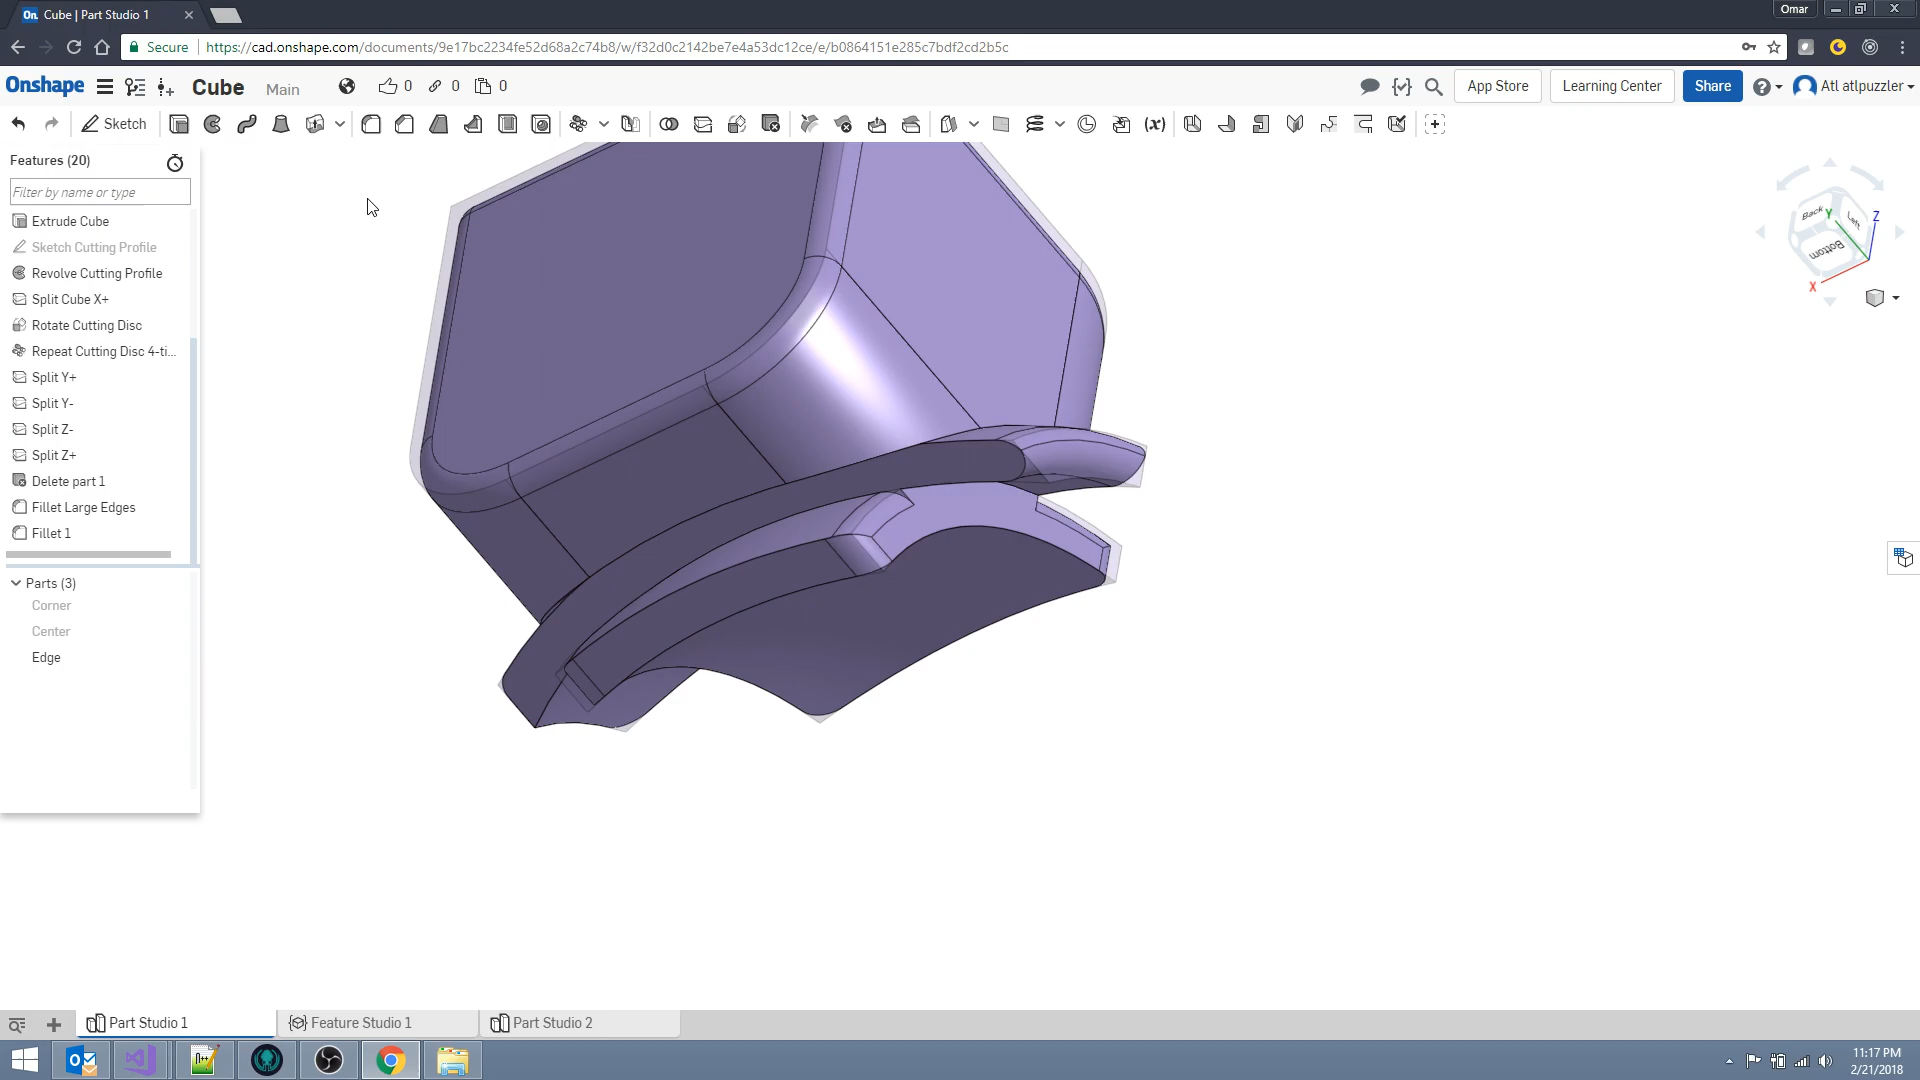 Cube | Part Studio 1
Omar
Secure
https://cad.onshape.com/documents/9e17bc2234fe52d68a2c74b8/w/f32d0c2142be7e4a53dc12ce/e/b0864151e285c7bdf2cd2b5c
Onshape
Cube
Main
0
0
0
App Store
Learning Center
Share
Atl atlpuzzler
Sketch
(x)
Features (20)
Filter by name or type
Extrude Cube
Sketch Cutting Profile
Revolve Cutting Profile
Split Cube X+
Rotate Cutting Disc
Repeat Cutting Disc 4-ti...
Split Y+
Split Y-
Split Z-
Split Z+
Delete part 1
Fillet Large Edges
Fillet 1
Parts (3)
Corner
Center
Edge
Back
Y
Left
Z
Bottom
X
Part Studio 1
Feature Studio 1
Part Studio 2
11:17 PM
2/21/2018